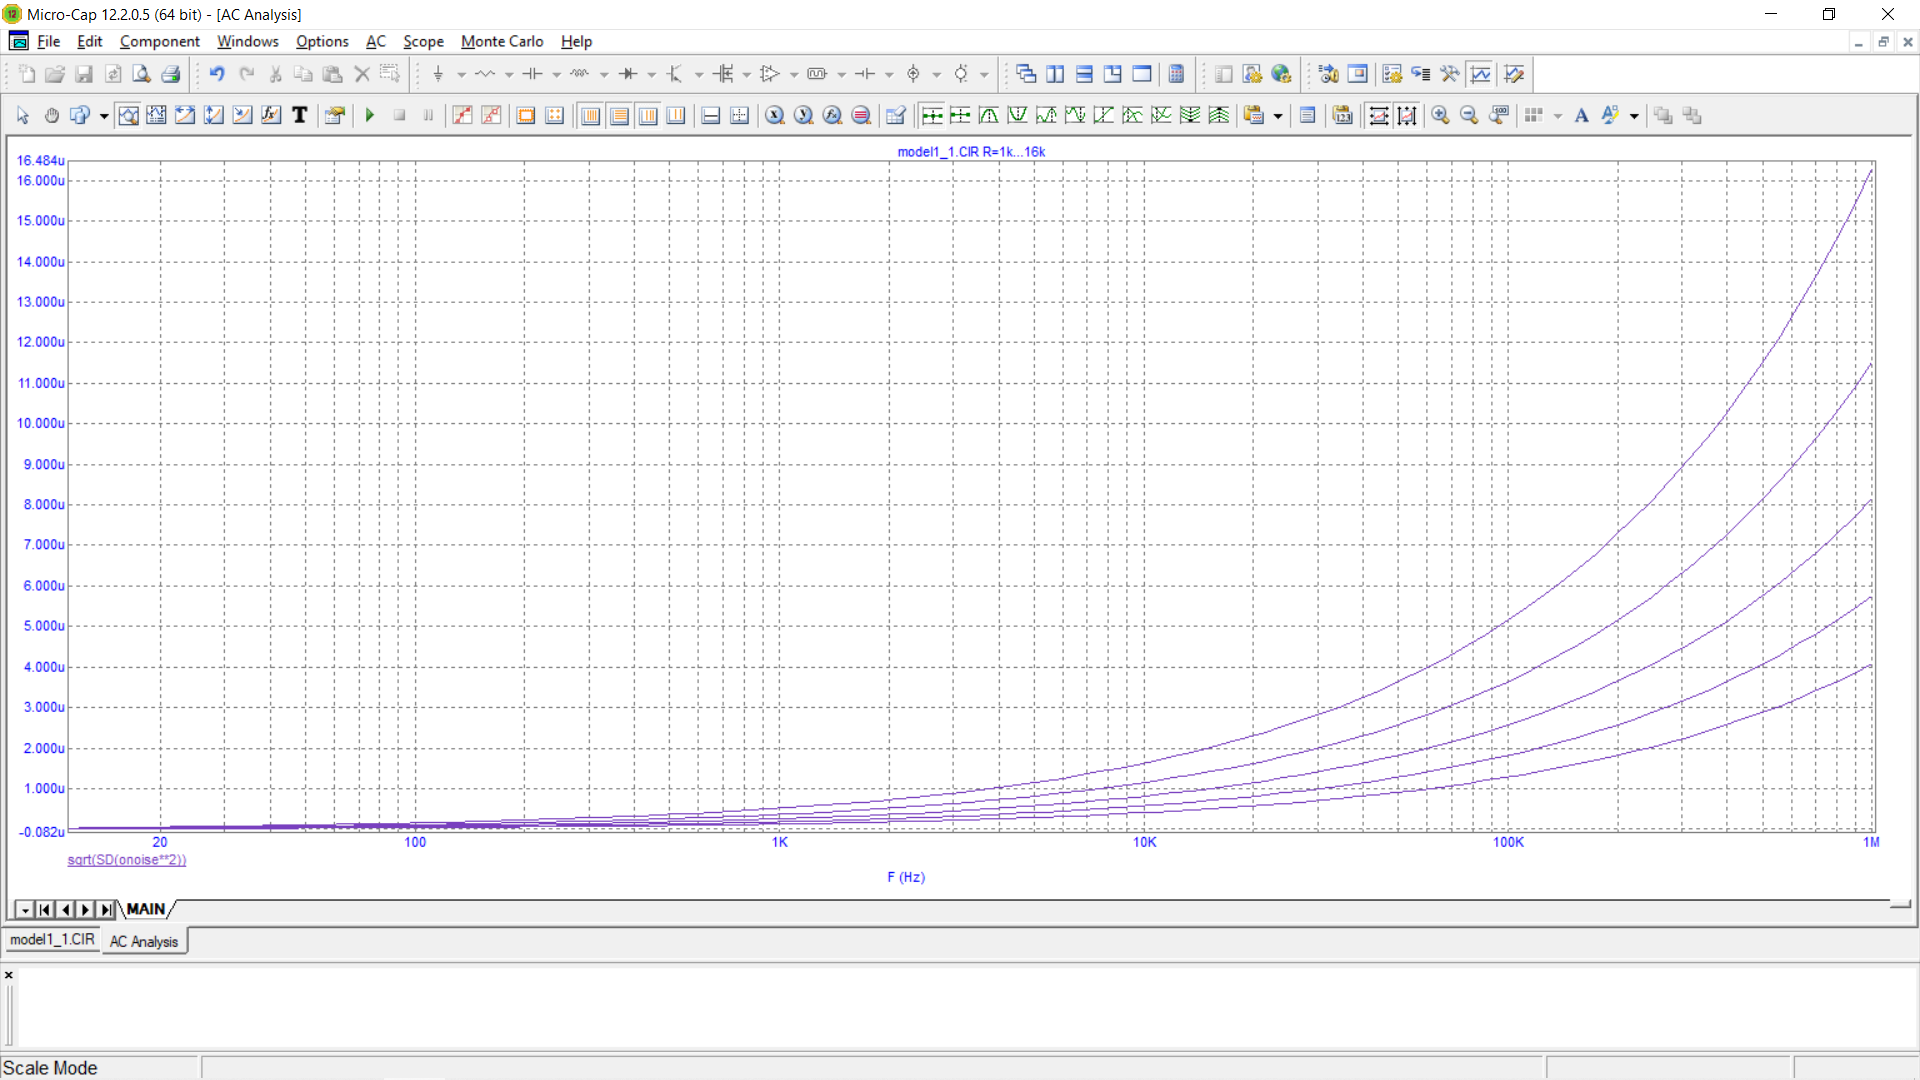 Micro-Cap 12.2.0.5 (64 bit) - [AC Analysis]
File Edit Component Windows Options AC Scope Monte Carlo Help
model1_1.CIR R=1k...16k
16.484u
16.000u
15.000u
14.000u
13.000u
12.000u
11.000u
10.000u
9.000u
8.000u
7.000u
6.000u
5.000u
4.000u
3.000u
2.000u
1.000u
-0.082u
20 100 1K 10K 100K 1M
sqrt(SD(onoise**2))
F (Hz)
MAIN
model1_1.CIR AC Analysis
Scale Mode